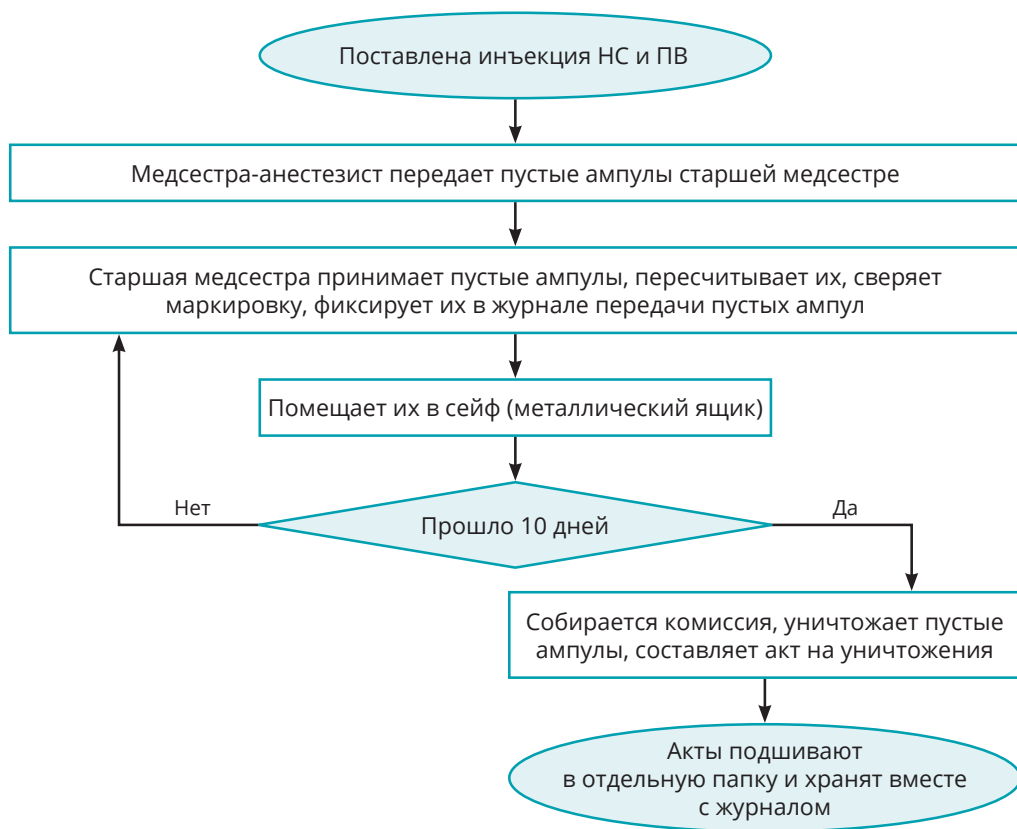 Поставлена инъекция НС и ПВ
Медсестра-анестезист передает пустые ампулы старшей медсестре
Старшая медсестра принимает пустые ампулы, пересчитывает их, сверяет
маркировку, фиксирует их в журнале передачи пустых ампул
Помещает их в сейф (металлический ящик)
Нет
Прошло 10 дней
Да
Собирается комиссия, уничтожает пустые
ампулы, составляет акт на уничтожения
Акты подшивают
в отдельную папку и хранят вместе
с журналом